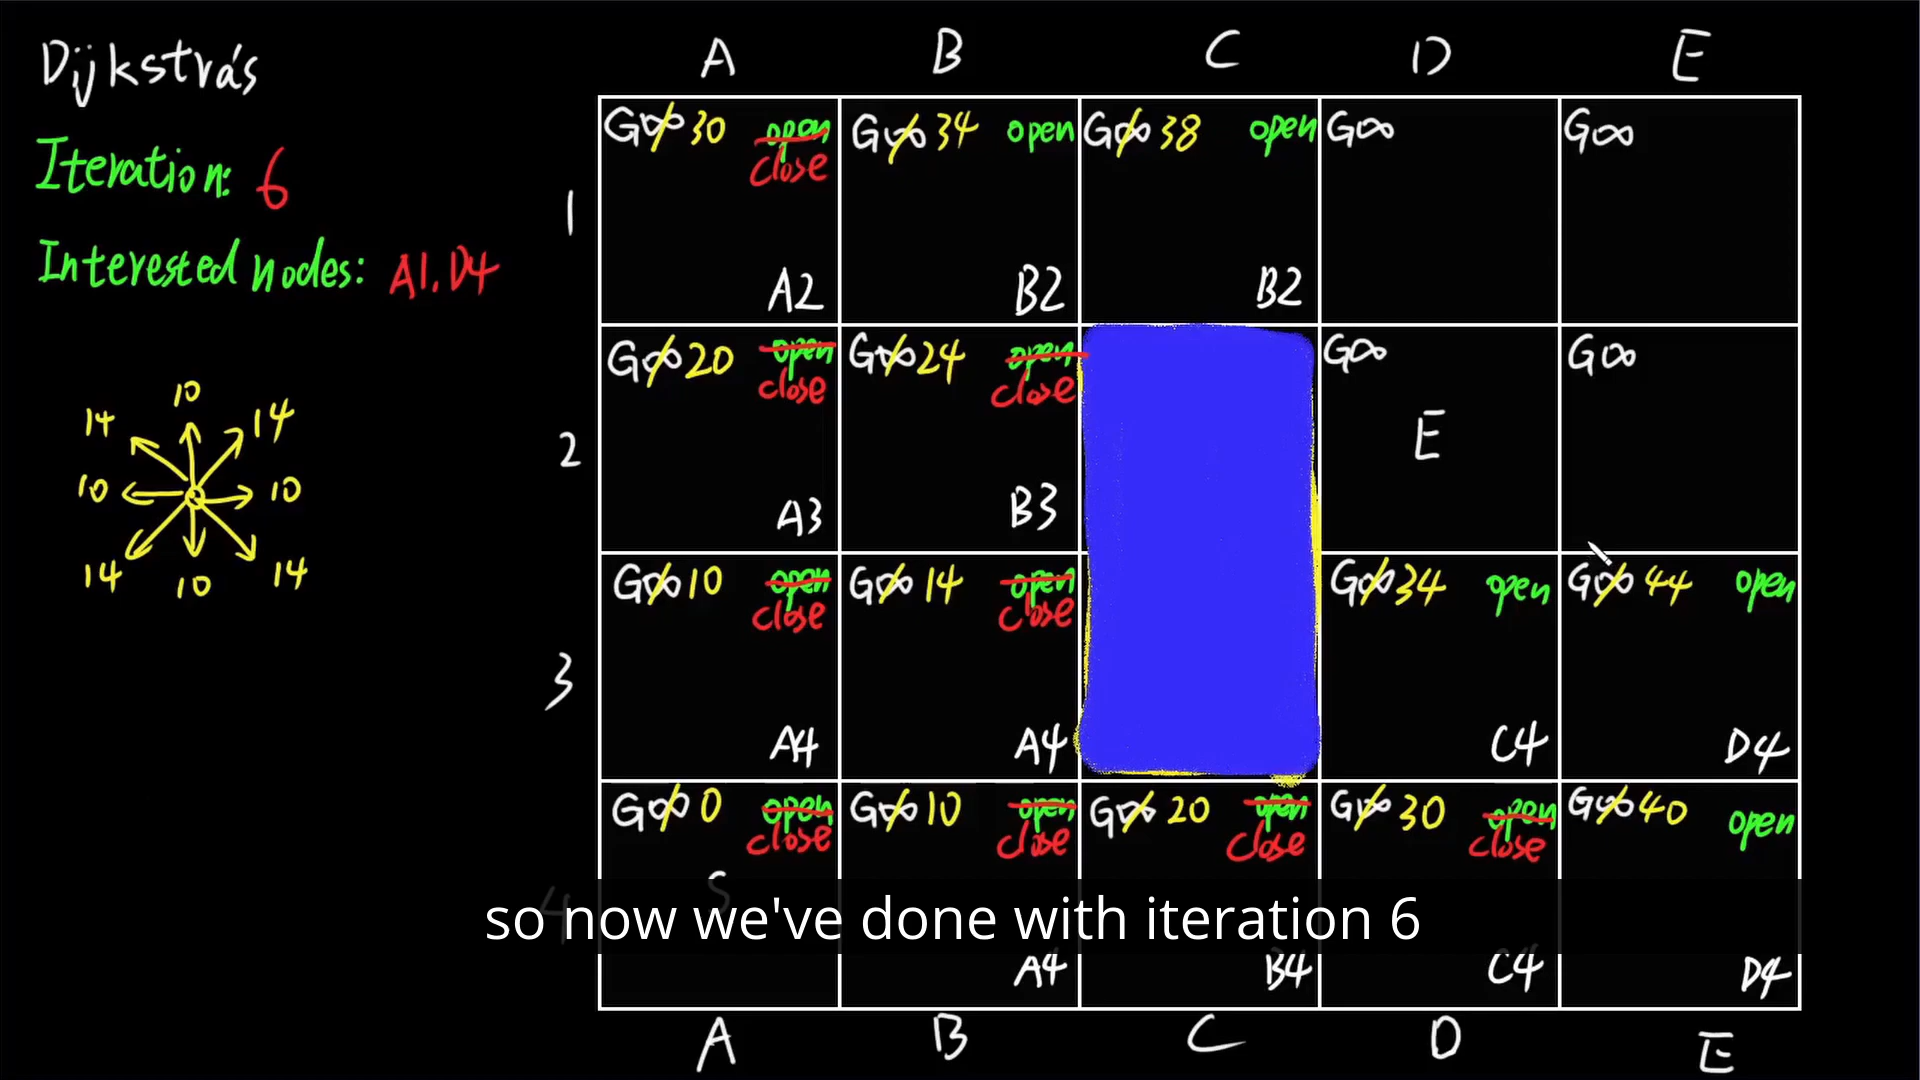 Dijkstra's
Iteration: 6
Interested nodes: A1, D4
14 10 14
10 10
14 10 14
A B C D E
1
G∞ 30 open close A2
G∞ 34 open B2
G∞ 38 open B2
G∞
G∞
2
G∞ 20 open close A3
G∞ 24 open close B3
G∞ E
G∞
3
G∞ 10 open close A4
G∞ 14 open close A4
G∞ 34 open C4
G∞ 44 open D4
4
G∞ 0 open close S
G∞ 10 open close A4
G∞ 20 open close B4
G∞ 30 open close C4
G∞ 40 open D4
so now we've done with iteration 6
A B C D E